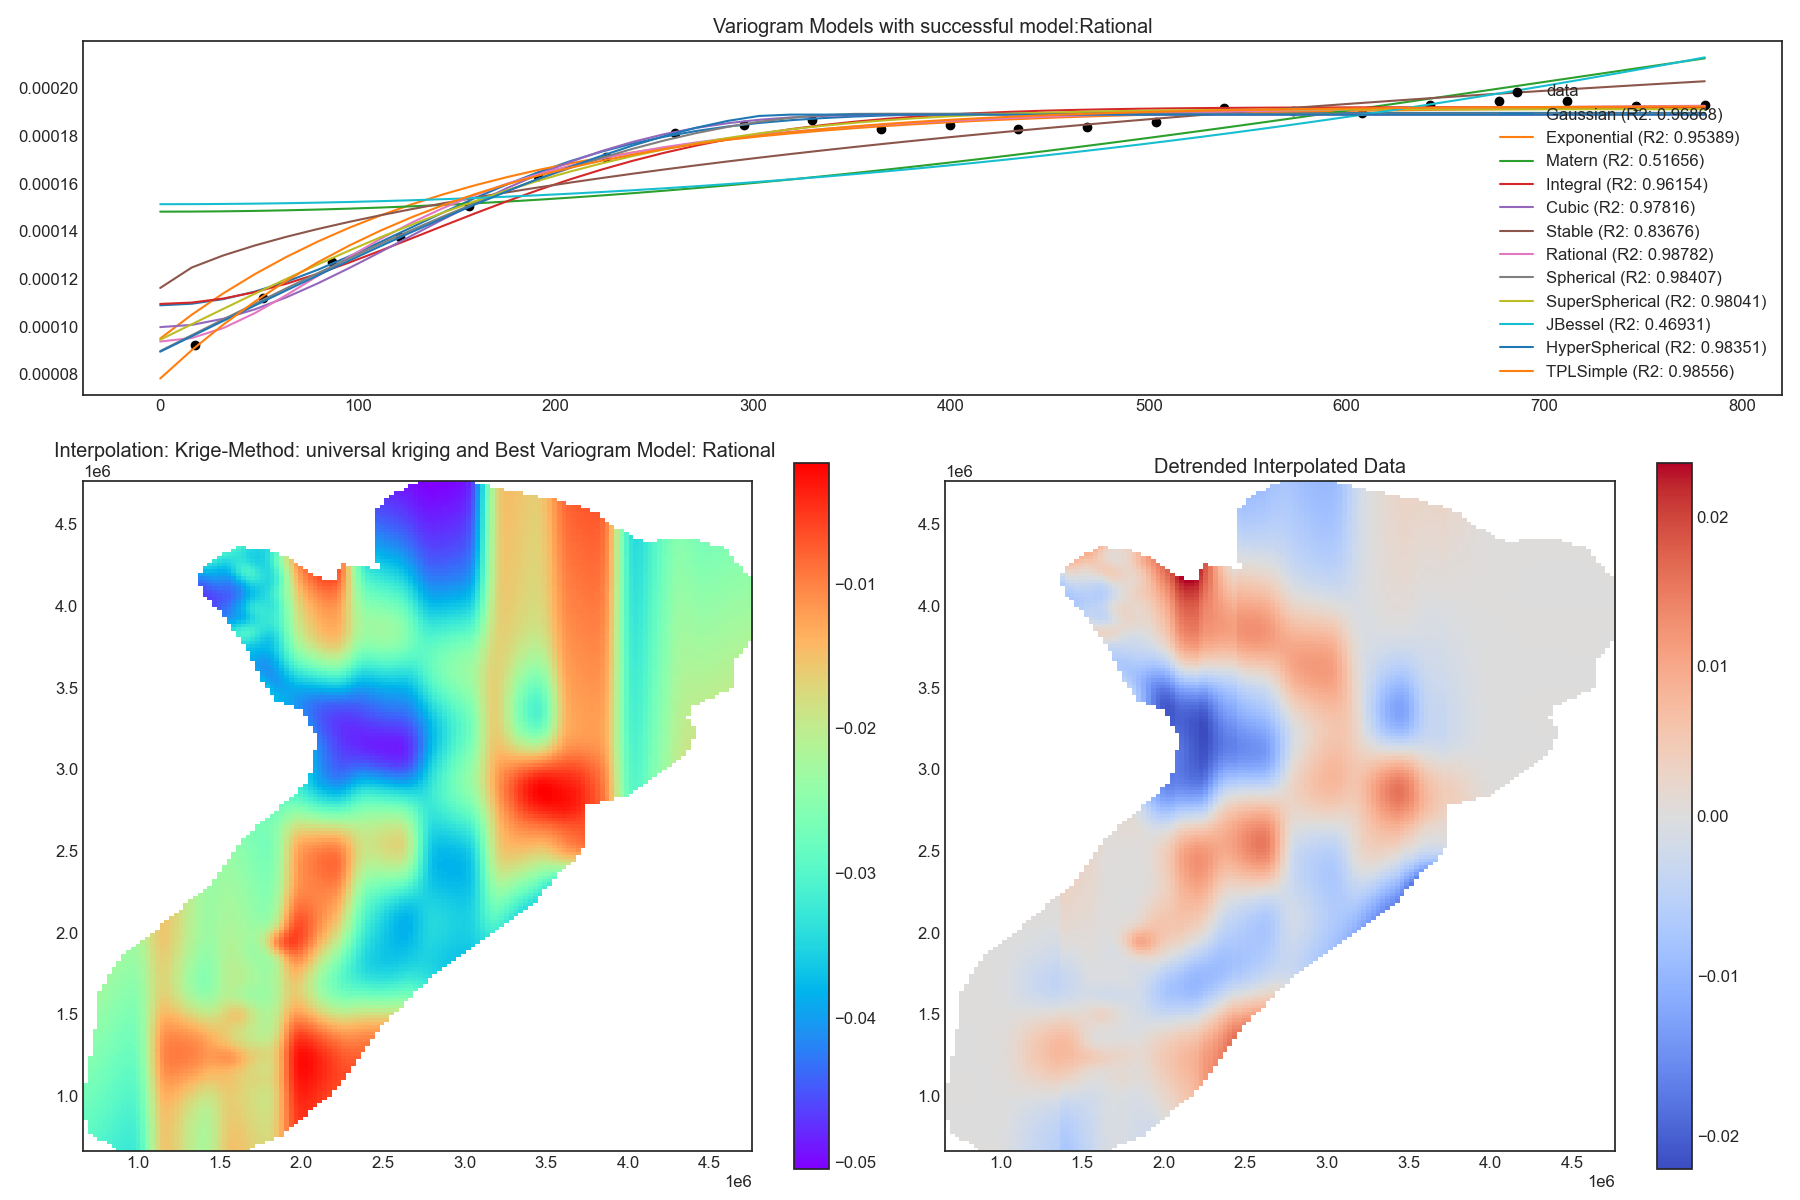 Variogram Models with successful model:Rational
0.00020
0.00018
0.00016
0.00014
0.00012
0.00010
0.00008
data
Gaussian (R2: 0.96868)
Exponential (R2: 0.95389)
Matern (R2: 0.51656)
Integral (R2: 0.96154)
Cubic (R2: 0.97816)
Stable (R2: 0.83676)
Rational (R2: 0.98782)
Spherical (R2: 0.98407)
SuperSpherical (R2: 0.98041)
JBessel (R2: 0.46931)
HyperSpherical (R2: 0.98351)
TPLSimple (R2: 0.98556)
0 100 200 300 400 500 600 700 800
Interpolation: Krige-Method: universal kriging and Best Variogram Model: Rational
1e6
4.5
4.0
3.5
3.0
2.5
2.0
1.5
1.0
1.0 1.5 2.0 2.5 3.0 3.5 4.0 4.5
1e6
−0.01
−0.02
−0.03
−0.04
−0.05
Detrended Interpolated Data
1e6
4.5
4.0
3.5
3.0
2.5
2.0
1.5
1.0
1.0 1.5 2.0 2.5 3.0 3.5 4.0 4.5
1e6
0.02
0.01
0.00
−0.01
−0.02